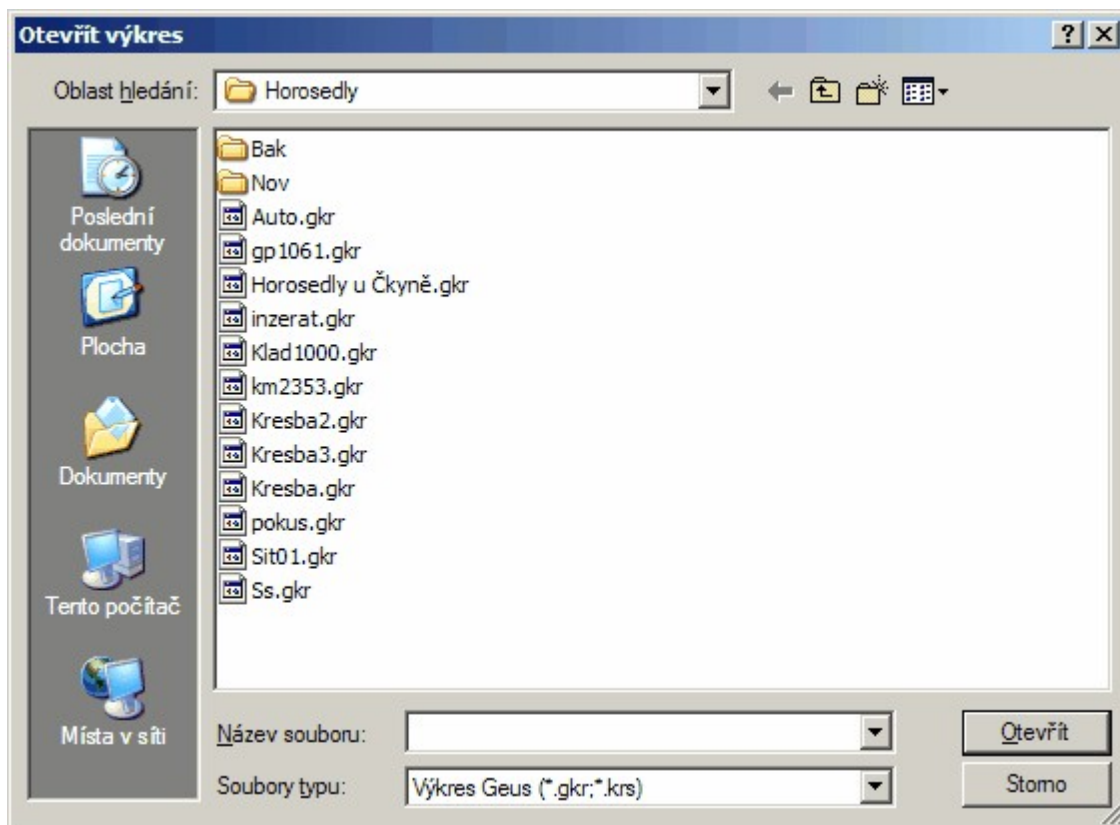 Otevřít výkres
Oblast hledání: Horosedly
Poslední
dokumenty
Plocha
Dokumenty
Tento počítač
Místa v síti
Bak
Nov
Auto.gkr
gp1061.gkr
Horosedly u Čkyně.gkr
inzerat.gkr
Klad1000.gkr
km2353.gkr
Kresba2.gkr
Kresba3.gkr
Kresba.gkr
pokus.gkr
Sit01.gkr
Ss.gkr
Název souboru: Otevřít
Soubory typu: Výkres Geus (*.gkr;*.krs) Storno